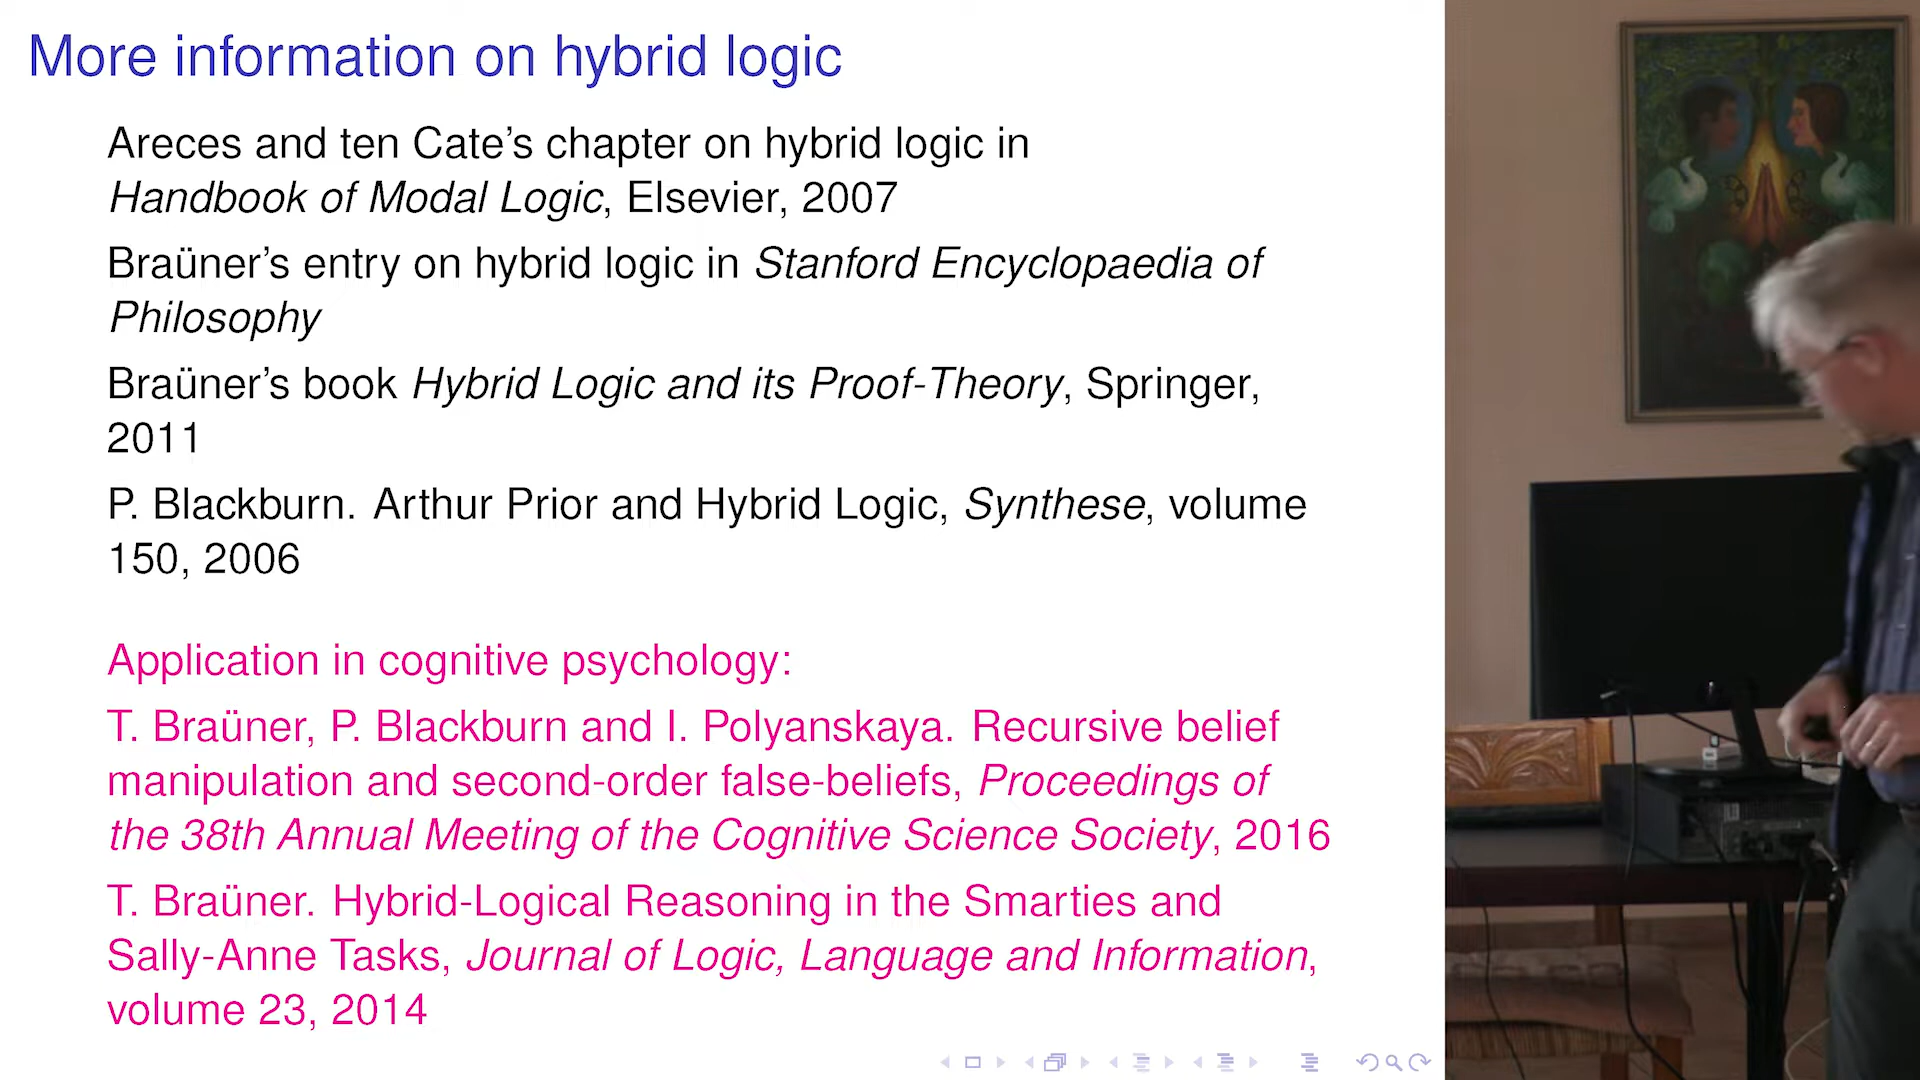 More information on hybrid logic
Areces and ten Cate's chapter on hybrid logic in
Handbook of Modal Logic, Elsevier, 2007
Braüner's entry on hybrid logic in Stanford Encyclopaedia of
Philosophy
Braüner's book Hybrid Logic and its Proof-Theory, Springer,
2011
P. Blackburn. Arthur Prior and Hybrid Logic, Synthese, volume
150, 2006
Application in cognitive psychology:
T. Braüner, P. Blackburn and I. Polyanskaya. Recursive belief
manipulation and second-order false-beliefs, Proceedings of
the 38th Annual Meeting of the Cognitive Science Society, 2016
T. Braüner. Hybrid-Logical Reasoning in the Smarties and
Sally-Anne Tasks, Journal of Logic, Language and Information,
volume 23, 2014